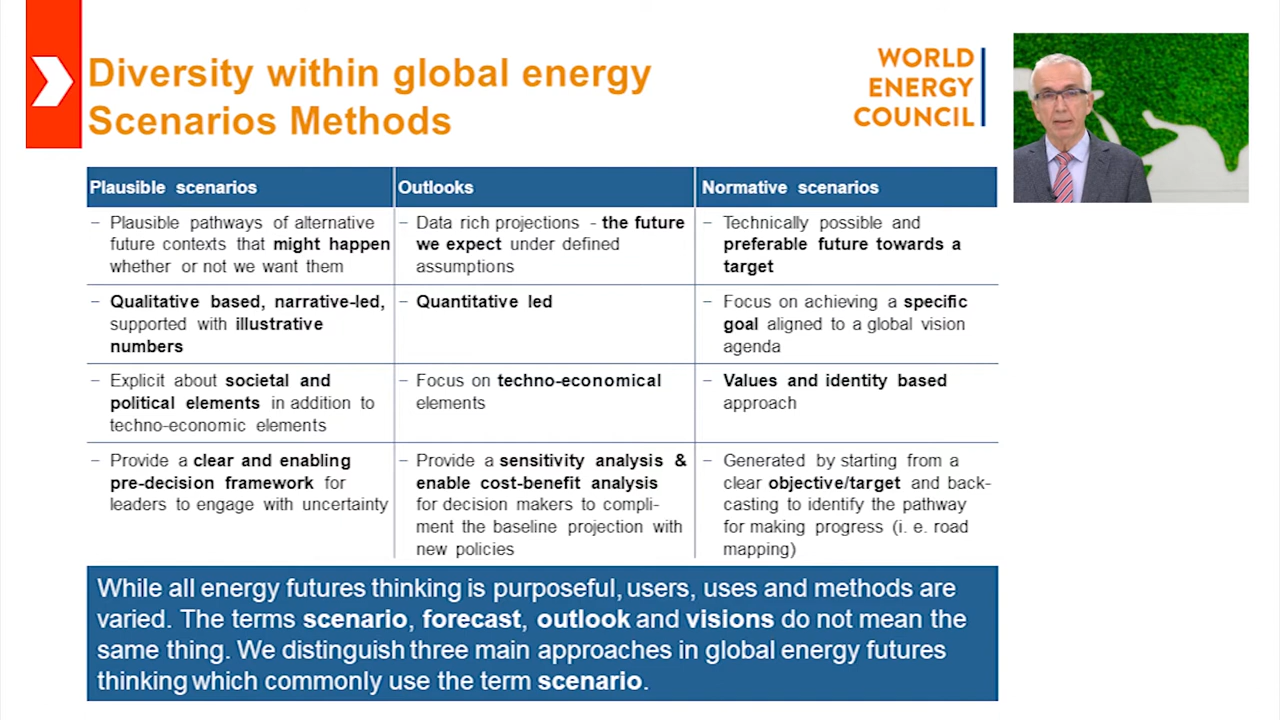 Diversity within global energy
Scenarios Methods
WORLD
ENERGY
COUNCIL
Plausible scenarios
Outlooks
Normative scenarios
– Plausible pathways of alternative
future contexts that might happen
whether or not we want them
– Data rich projections - the future
we expect under defined
assumptions
– Technically possible and
preferable future towards a
target
– Qualitative based, narrative-led,
supported with illustrative
numbers
– Quantitative led
– Focus on achieving a specific
goal aligned to a global vision
agenda
– Explicit about societal and
political elements in addition to
techno-economic elements
– Focus on techno-economical
elements
– Values and identity based
approach
– Provide a clear and enabling
pre-decision framework for
leaders to engage with uncertainty
– Provide a sensitivity analysis &
enable cost-benefit analysis
for decision makers to compli-
ment the baseline projection with
new policies
– Generated by starting from a
clear objective/target and back-
casting to identify the pathway
for making progress (i. e. road
mapping)
While all energy futures thinking is purposeful, users, uses and methods are
varied. The terms scenario, forecast, outlook and visions do not mean the
same thing. We distinguish three main approaches in global energy futures
thinking which commonly use the term scenario.